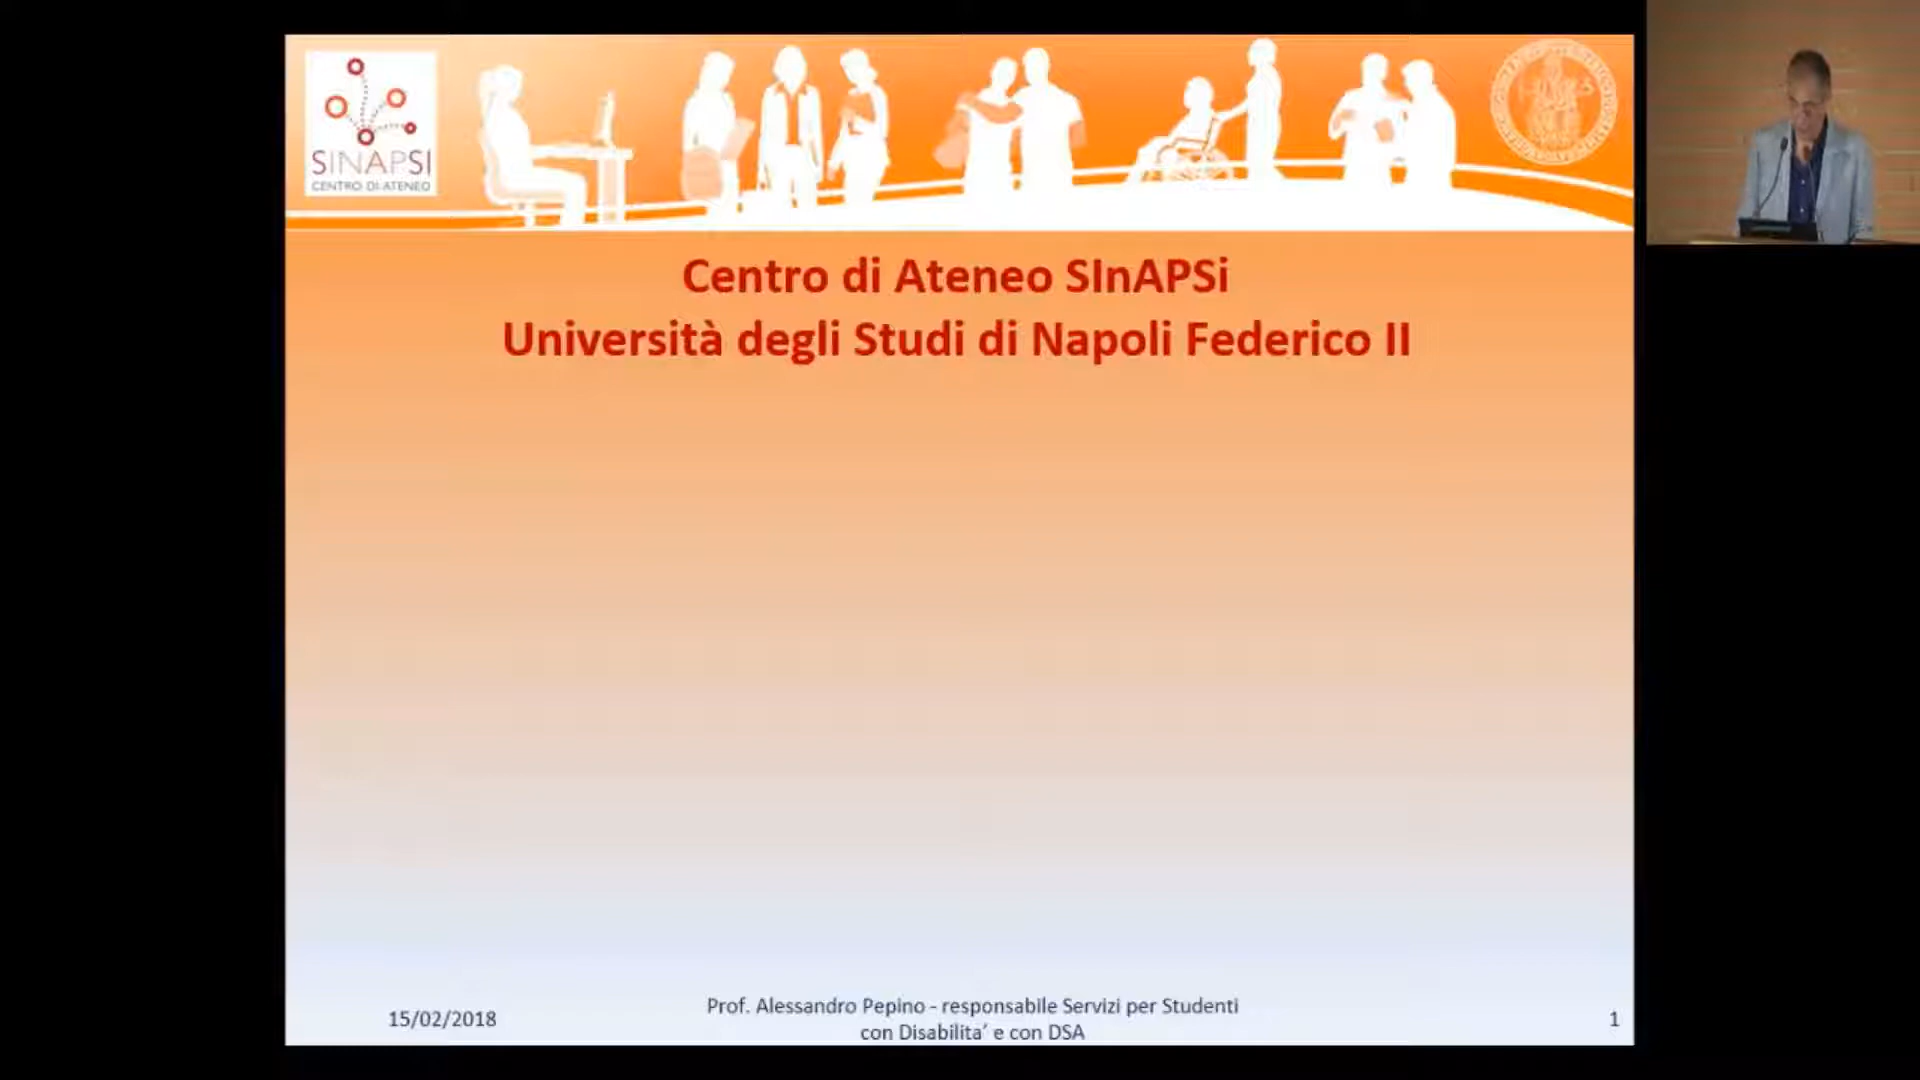 SINAPSI
CENTRO DI ATENEO
Centro di Ateneo SInAPSi
Università degli Studi di Napoli Federico II
15/02/2018
Prof. Alessandro Pepino - responsabile Servizi per Studenti
con Disabilita’ e con DSA
1